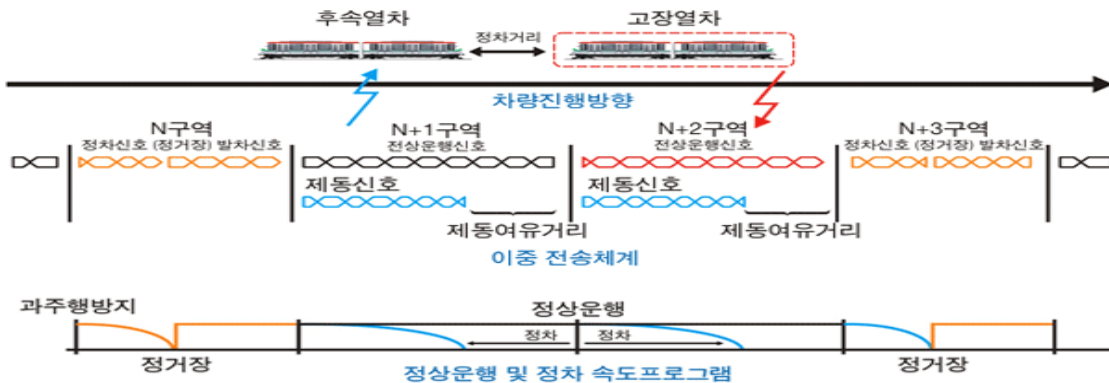 후속열차
정차거리
고장열차
차량진행방향
N구역
정차신호 (정거장) 발차신호
N+1구역
전상운행신호
N+2구역
전상운행신호
N+3구역
정차신호 (정거장) 발차신호
제동신호
제동신호
제동여유거리
제동여유거리
이중 전송체계
과주행방지
정상운행
정차
정차
정거장
정거장
정상운행 및 정차 속도프로그램